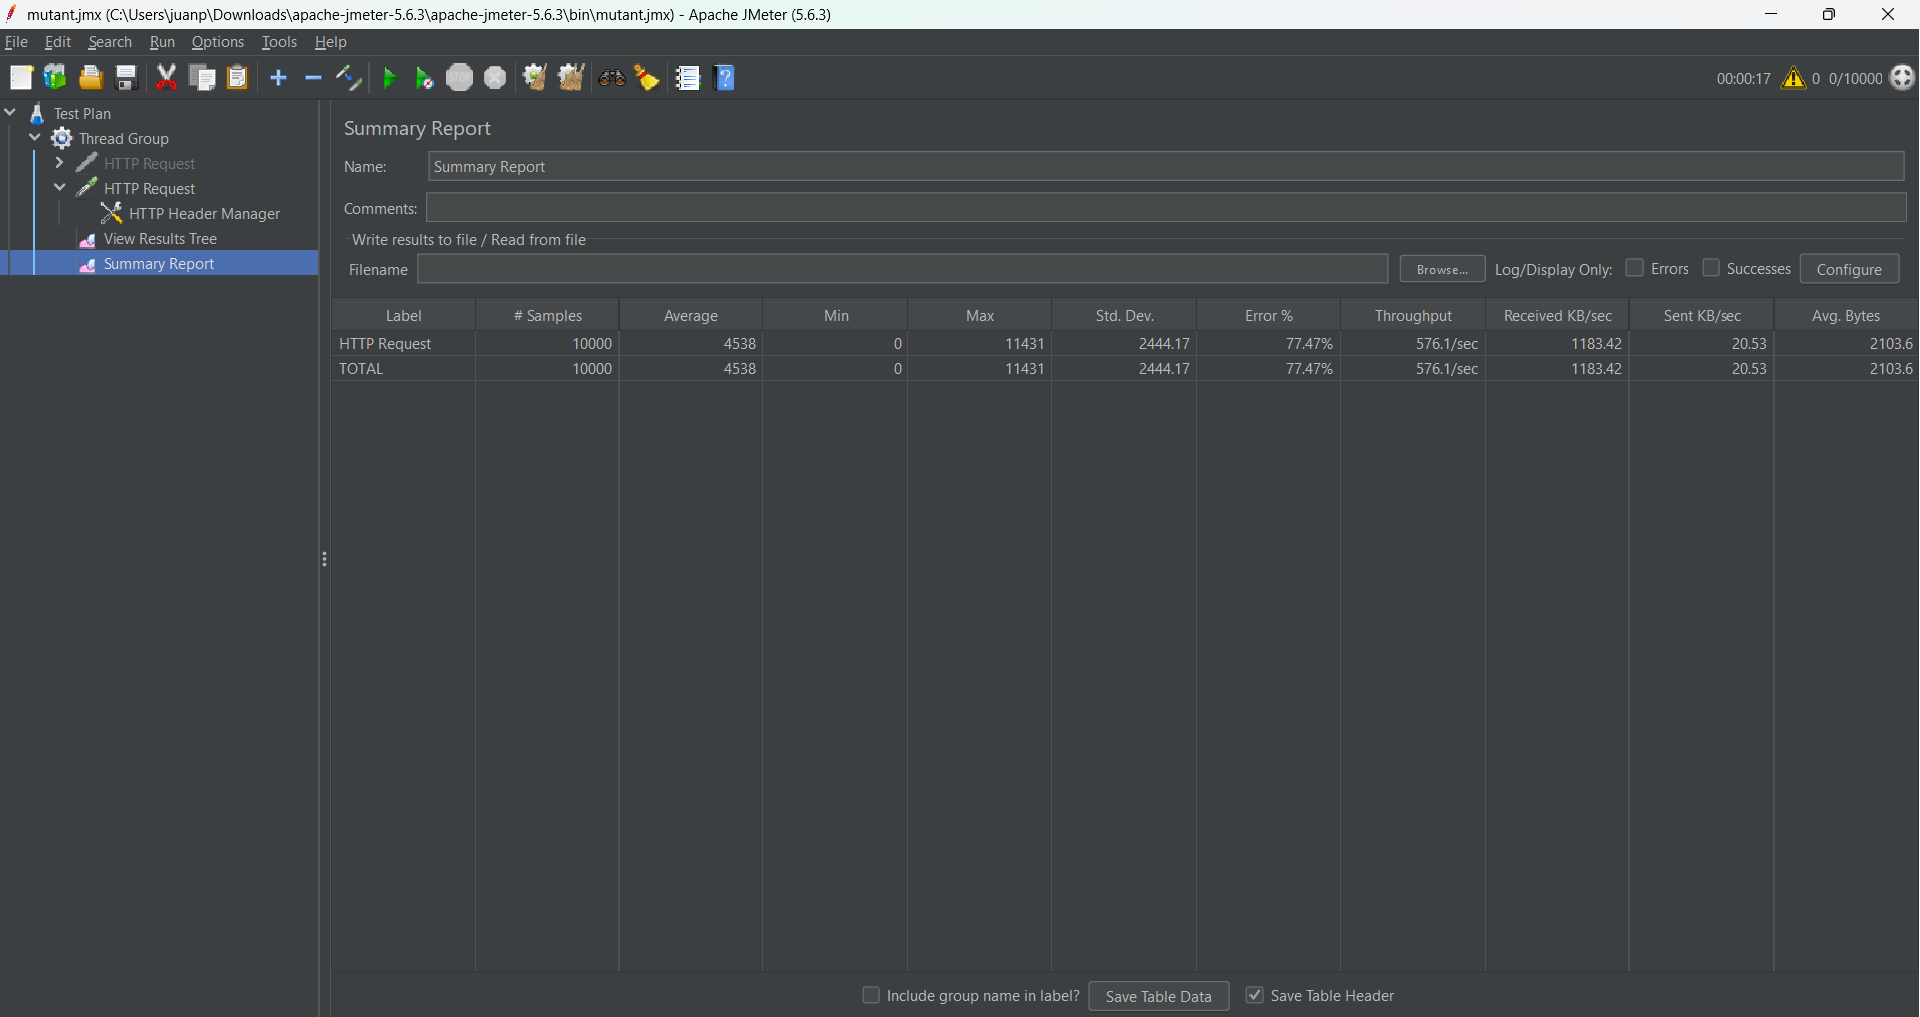 mutant.jmx (C:\Users\juanp\Downloads\apache-jmeter-5.6.3\apache-jmeter-5.6.3\bin\mutant.jmx) - Apache JMeter (5.6.3)
File Edit Search Run Options Tools Help
STOP ? 00:00:17 0 0/10000
Test Plan
Thread Group
HTTP Request
HTTP Request
HTTP Header Manager
View Results Tree
Summary Report
Summary Report
Name: Summary Report
Comments:
Write results to file / Read from file
Filename Browse... Log/Display Only: Errors Successes Configure
Label # Samples Average Min Max Std. Dev. Error % Throughput Received KB/sec Sent KB/sec Avg. Bytes
HTTP Request 10000 4538 0 11431 2444.17 77.47% 576.1/sec 1183.42 20.53 2103.6
TOTAL 10000 4538 0 11431 2444.17 77.47% 576.1/sec 1183.42 20.53 2103.6
Include group name in label? Save Table Data Save Table Header